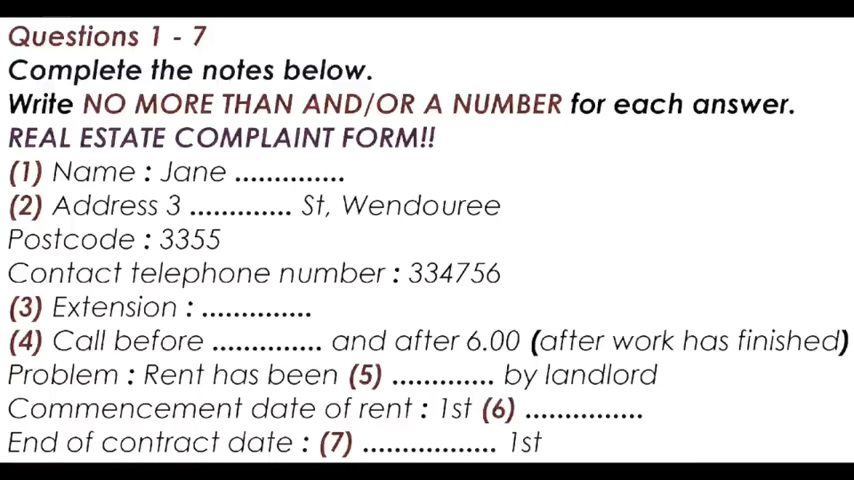 Questions 1 - 7
Complete the notes below.
Write NO MORE THAN AND/OR A NUMBER for each answer.
REAL ESTATE COMPLAINT FORM!!
(1) Name : Jane ..............
(2) Address 3 ............. St, Wendouree
Postcode : 3355
Contact telephone number : 334756
(3) Extension : ..............
(4) Call before .............. and after 6.00 (after work has finished)
Problem : Rent has been (5) ............. by landlord
Commencement date of rent : 1st (6) ...............
End of contract date : (7) ................. 1st